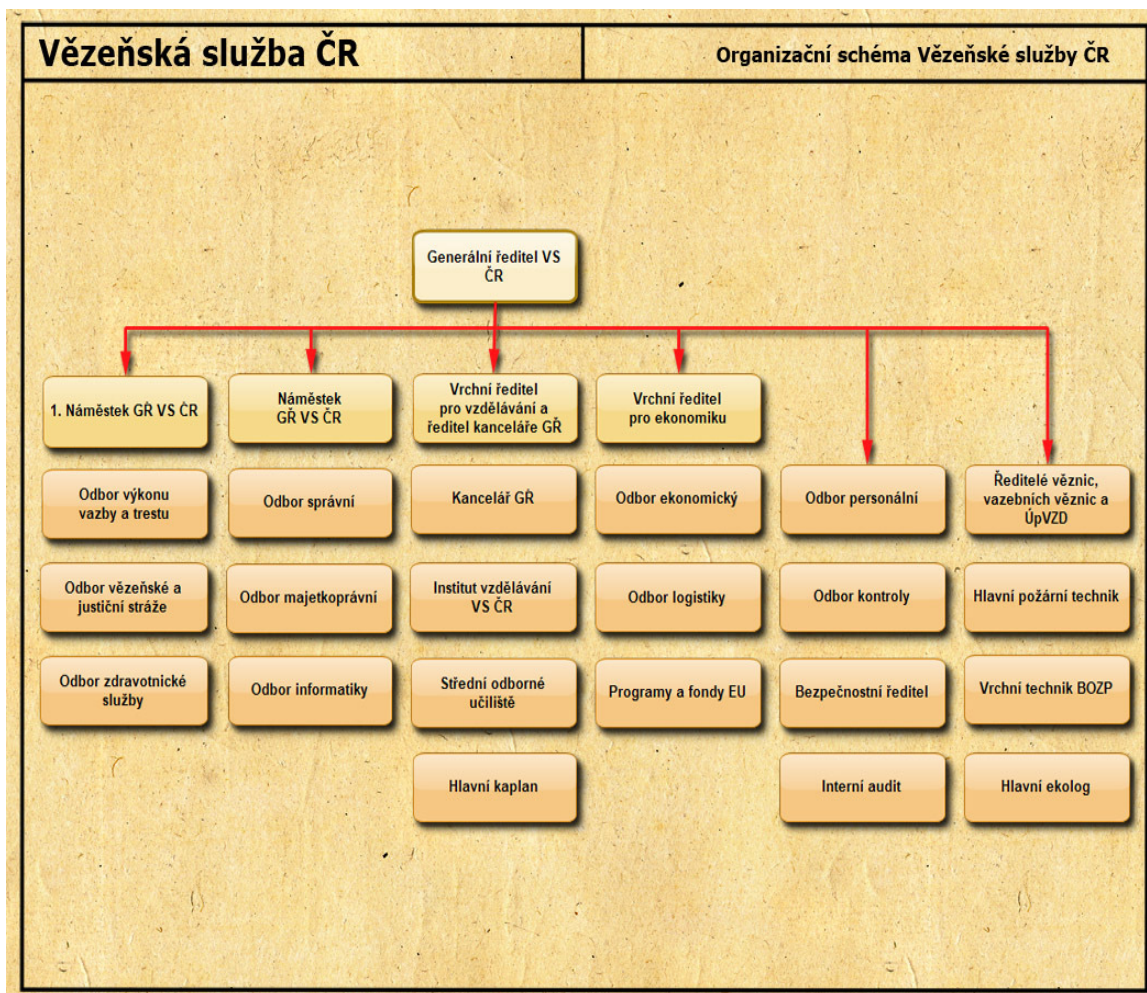 Vězeňská služba ČR
Organizační schéma Vězeňské služby ČR
Generální ředitel VS
ČR
1. Náměstek GŘ VS ČR
Náměstek
GŘ VS ČR
Vrchní ředitel
pro vzdělávání a
ředitel kanceláře GŘ
Vrchní ředitel
pro ekonomiku
Odbor výkonu
vazby a trestu
Odbor správní
Kancelář GŘ
Odbor ekonomický
Odbor personální
Ředitelé věznic,
vazebních věznic a
ÚpVZD
Odbor vězeňské a
justiční stráže
Odbor majetkoprávní
Institut vzdělávání
VS ČR
Odbor logistiky
Odbor kontroly
Hlavní požární technik
Odbor zdravotnické
služby
Odbor informatiky
Střední odborné
učiliště
Programy a fondy EU
Bezpečnostní ředitel
Vrchní technik BOZP
Hlavní kaplan
Interní audit
Hlavní ekolog